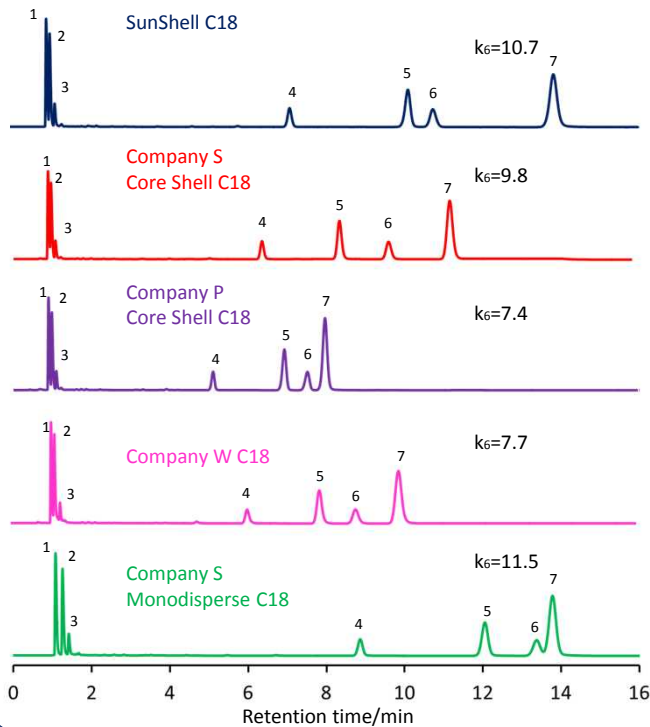 SunShell C18
k₆=10.7
1 2 3 4 5 6 7
Company S
Core Shell C18
k₆=9.8
1 2 3 4 5 6 7
Company P
Core Shell C18
k₆=7.4
1 2 3 4 5 6 7
Company W C18
k₆=7.7
1 2 3 4 5 6 7
Company S
Monodisperse C18
k₆=11.5
1 2 3 4 5 6 7
0 2 4 6 8 10 12 14 16
Retention time/min